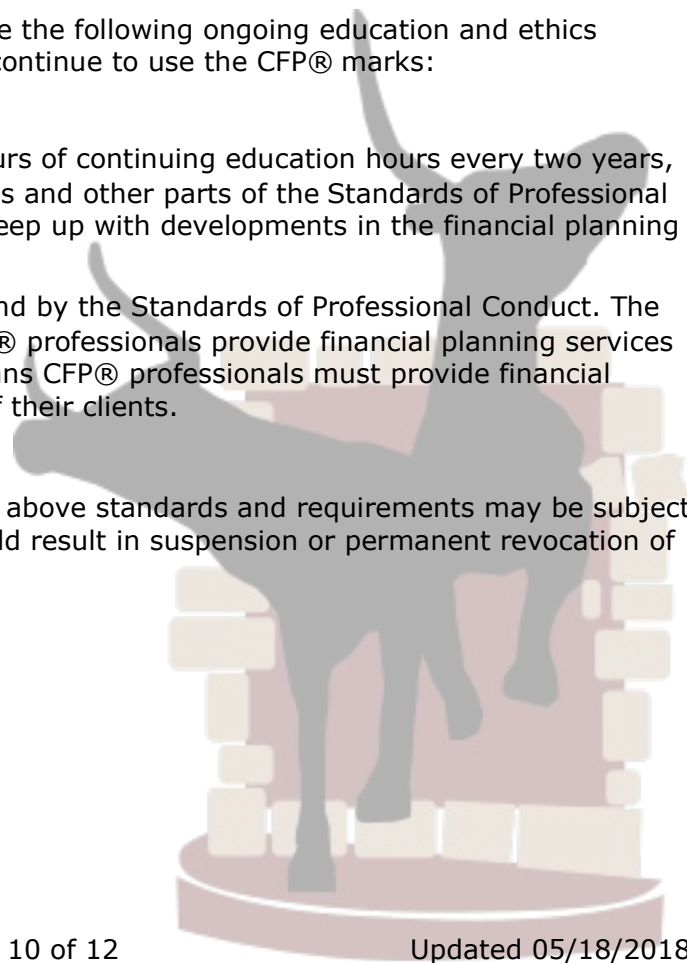 e the following ongoing education and ethics
continue to use the CFP® marks:
urs of continuing education hours every two years,
s and other parts of the Standards of Professional
eep up with developments in the financial planning
nd by the Standards of Professional Conduct. The
® professionals provide financial planning services
ans CFP® professionals must provide financial
f their clients.
above standards and requirements may be subject
ld result in suspension or permanent revocation of
10 of 12 Updated 05/18/2018